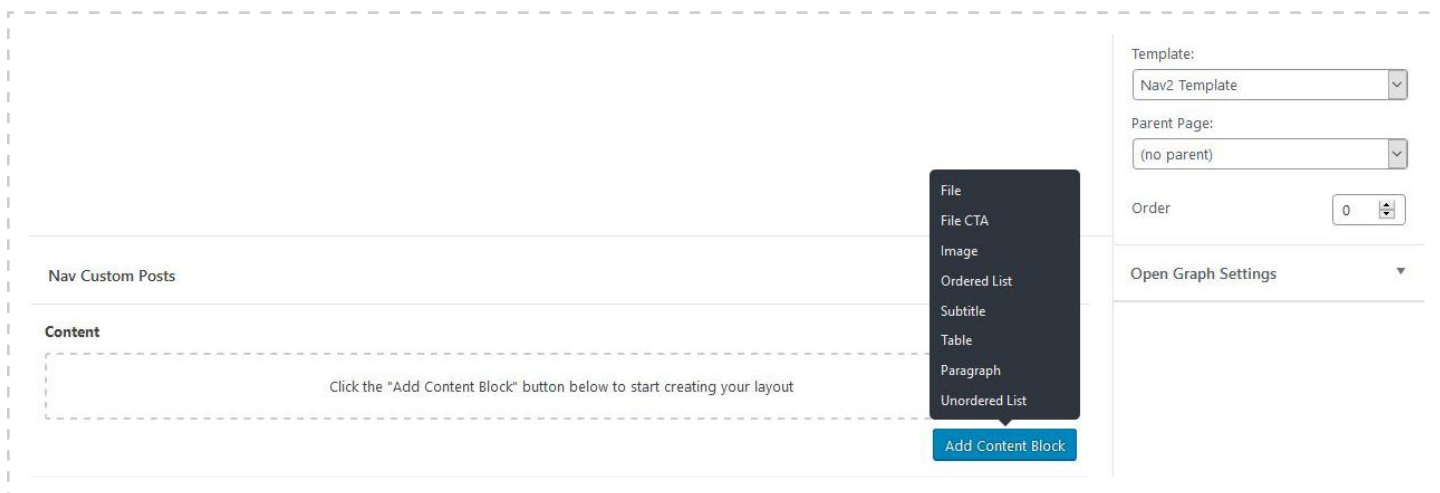 Template:
Nav2 Template
Parent Page:
(no parent)
Order
0
Open Graph Settings
File
File CTA
Image
Ordered List
Subtitle
Table
Paragraph
Unordered List
Nav Custom Posts
Content
Click the "Add Content Block" button below to start creating your layout
Add Content Block